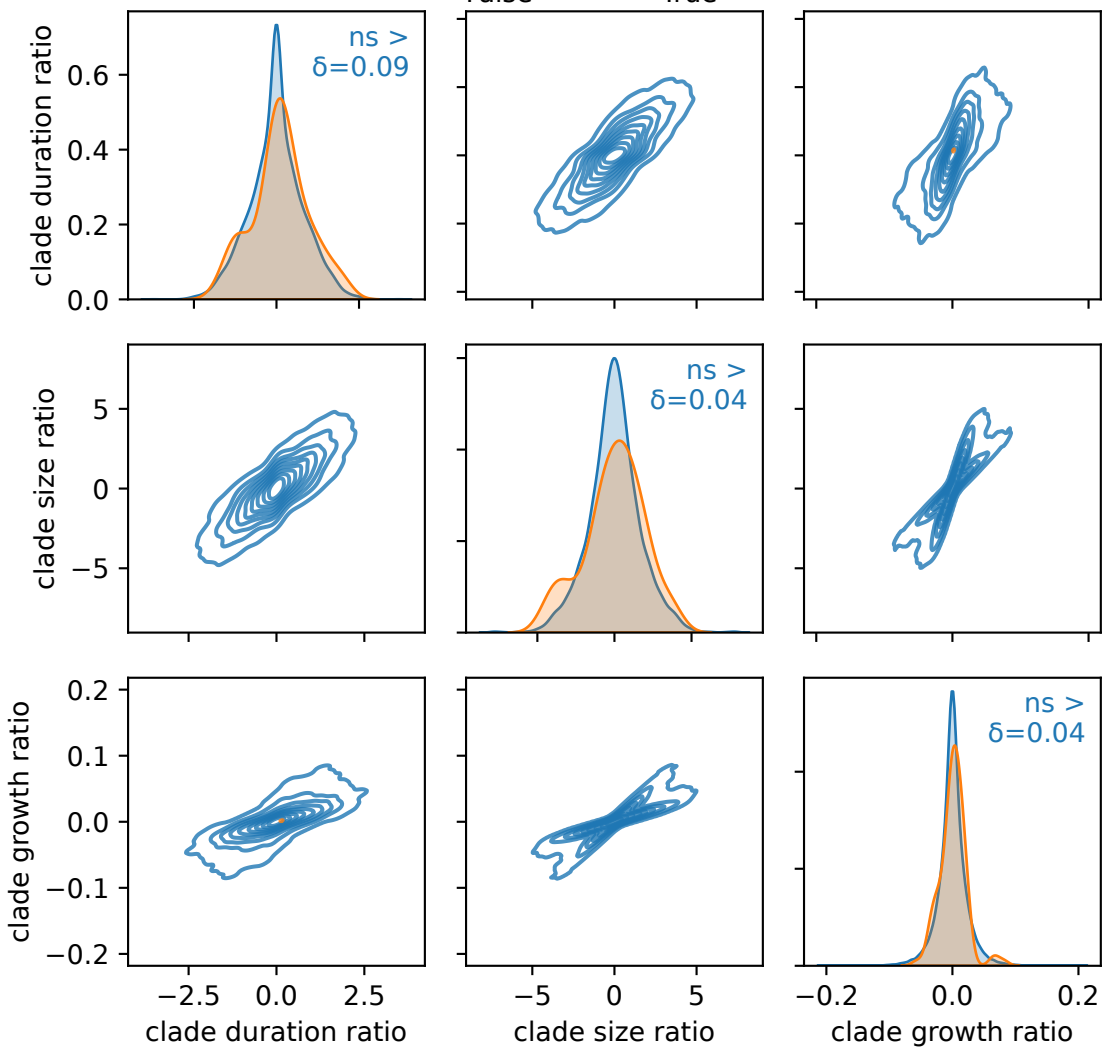 False True
clade duration ratio
0.6
0.4
0.2
0.0
ns >
δ=0.09
clade size ratio
5
0
−5
ns >
δ=0.04
clade growth ratio
0.2
0.1
0.0
−0.1
−0.2
ns >
δ=0.04
−2.5 0.0 2.5
−5 0 5
−0.2 0.0 0.2
clade duration ratio
clade size ratio
clade growth ratio